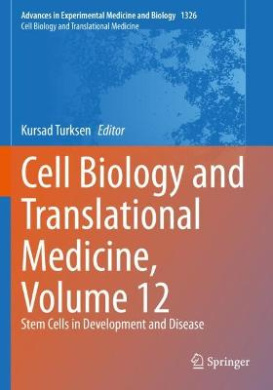 Advances in Experimental Medicine and Biology 1326
Cell Biology and Translational Medicine
Kursad Turksen Editor
Cell Biology and
Translational
Medicine,
Volume 12
Stem Cells in Development and Disease
Springer